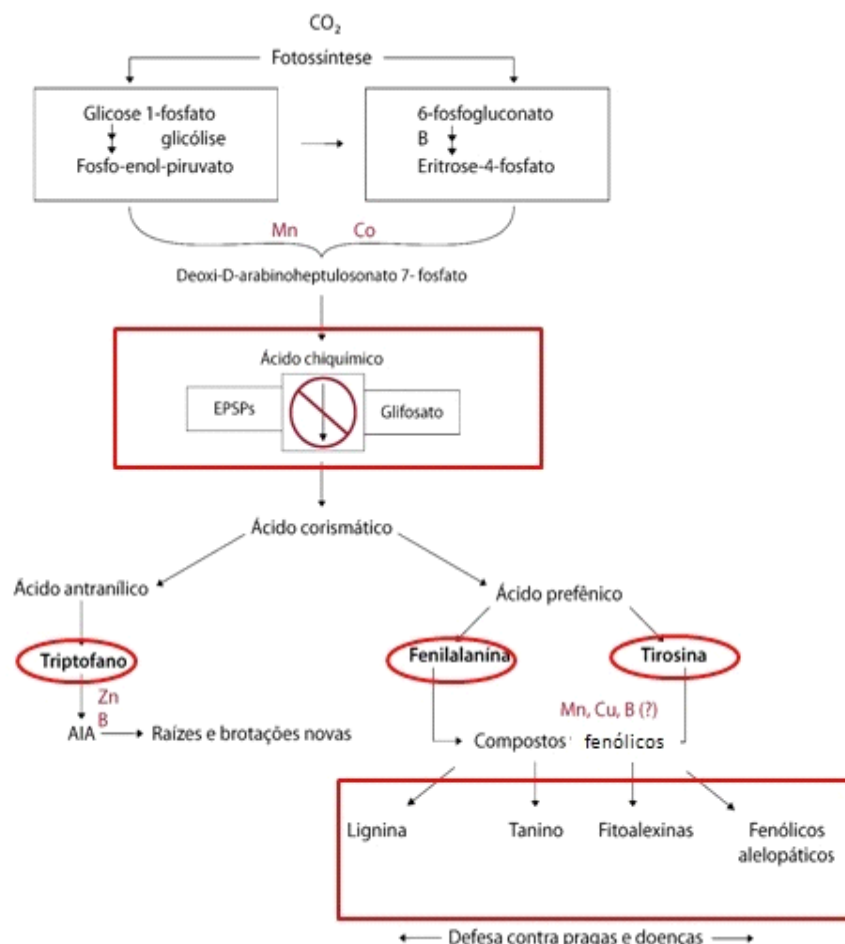 CO₂
Fotossíntese
Glicose 1-fosfato
glicólise
Fosfo-enol-piruvato
6-fosfogluconato
B
Eritrose-4-fosfato
Mn
Co
Deoxi-D-arabinoheptulosonato 7- fosfato
Ácido chiquímico
EPSPs
Glifosato
Ácido corismático
Ácido antranílico
Ácido prefênico
Triptofano
Fenilalanina
Tirosina
Zn
B
AIA
Raízes e brotações novas
Mn, Cu, B (?)
Compostos fenólicos
Lignina
Tanino
Fitoalexinas
Fenólicos
alelopáticos
Defesa contra pragas e doenças